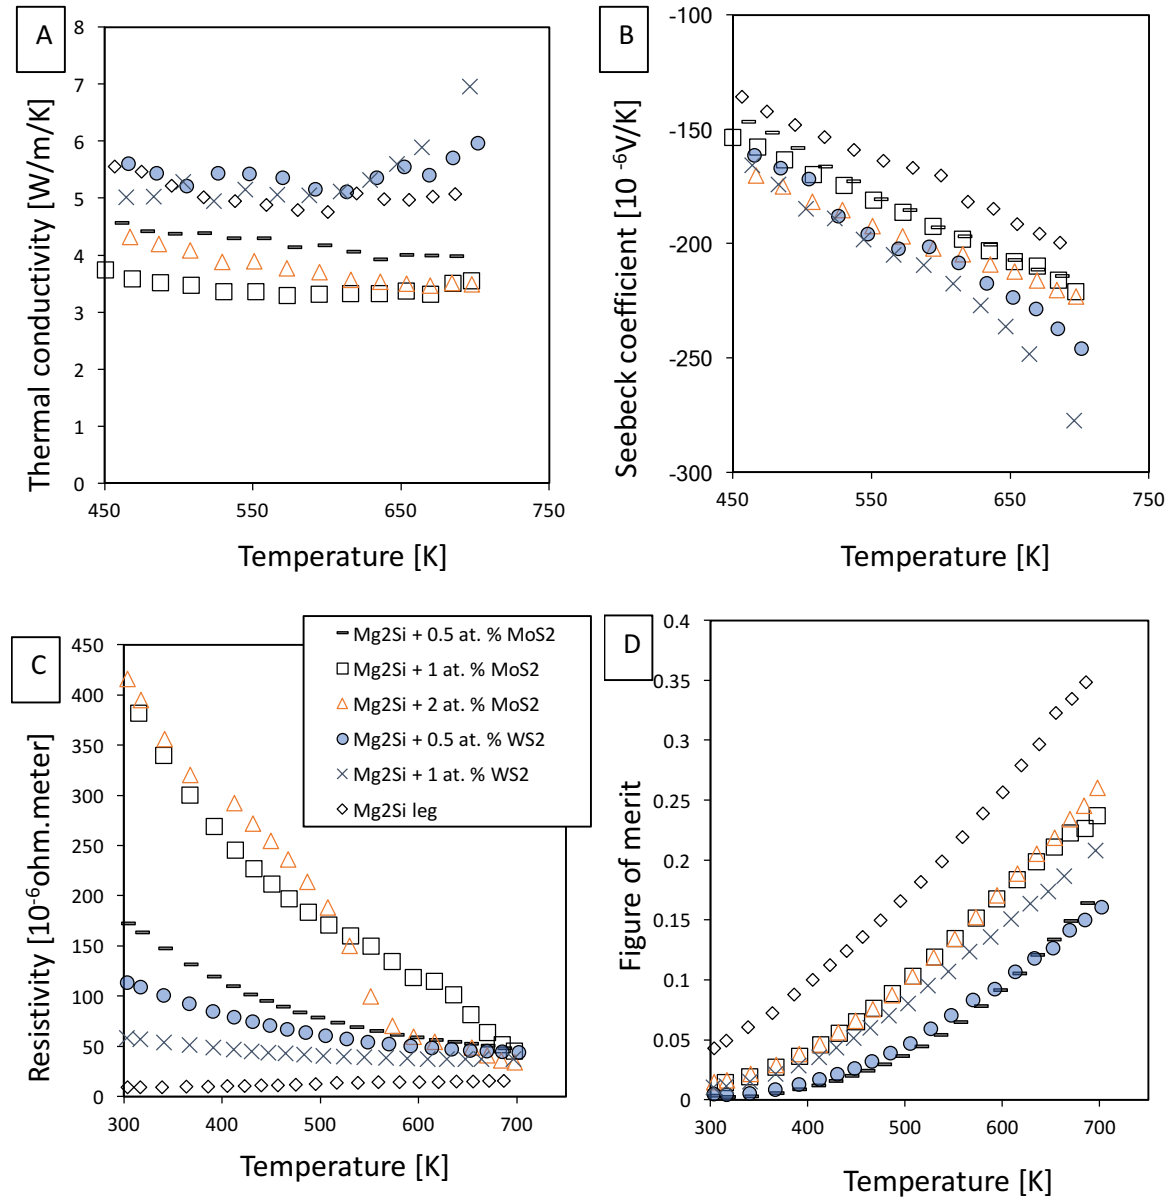 A
8
7
6
5
4
3
2
1
0
450
550
650
750
Thermal conductivity [W/m/K]
Temperature [K]
B
-100
-150
-200
-250
-300
450
550
650
750
Seebeck coefficient [10 -6V/K]
Temperature [K]
C
450
400
350
300
250
200
150
100
50
0
300
400
500
600
700
Resistivity [10-6ohm.meter]
Temperature [K]
Mg2Si + 0.5 at. % MoS2
Mg2Si + 1 at. % MoS2
Mg2Si + 2 at. % MoS2
Mg2Si + 0.5 at. % WS2
Mg2Si + 1 at. % WS2
Mg2Si leg
D
0.4
0.35
0.3
0.25
0.2
0.15
0.1
0.05
0
300
400
500
600
700
Figure of merit
Temperature [K]